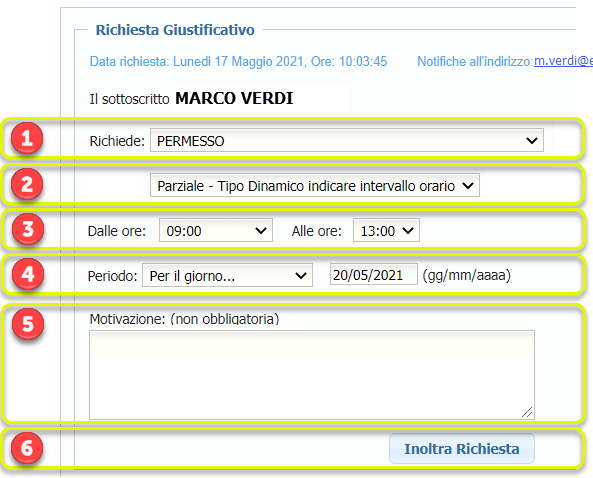 Richiesta Giustificativo
Data richiesta: Lunedi 17 Maggio 2021, Ore: 10:03:45 Notifiche all'indirizzo: m.verdi@e
Il sottoscritto MARCO VERDI
1 Richiede: PERMESSO
2 Parziale - Tipo Dinamico indicare intervallo orario
3 Dalle ore: 09:00 Alle ore: 13:00
4 Periodo: Per il giorno... 20/05/2021 (gg/mm/aaaa)
5 Motivazione: (non obbligatoria)
6 Inoltra Richiesta